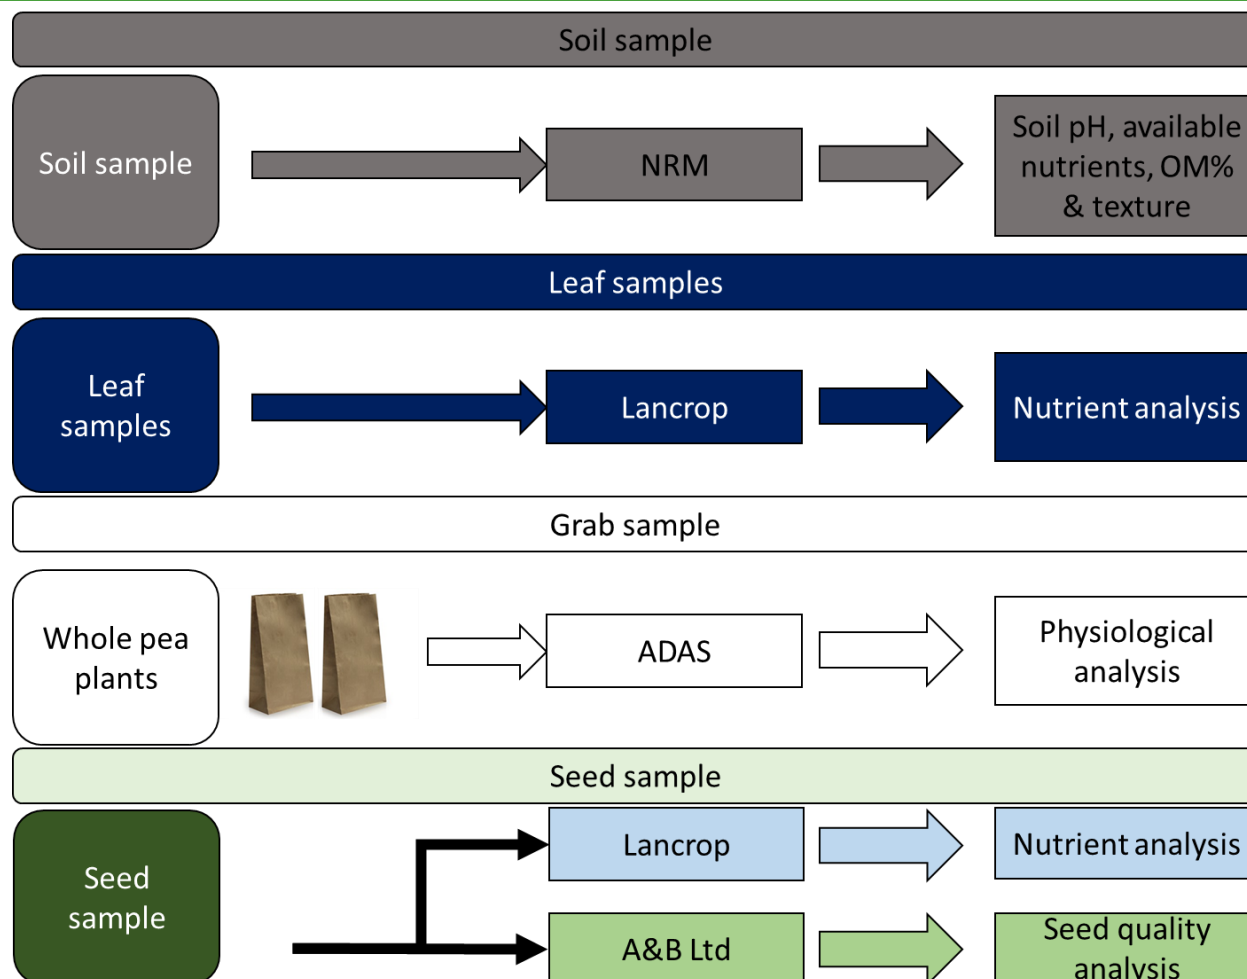 Soil sample
Soil sample
NRM
Soil pH, available
nutrients, OM%
& texture
Leaf samples
Leaf
samples
Lancrop
Nutrient analysis
Grab sample
Whole pea
plants
ADAS
Physiological
analysis
Seed sample
Seed
sample
Lancrop
Nutrient analysis
A&B Ltd
Seed quality
analysis